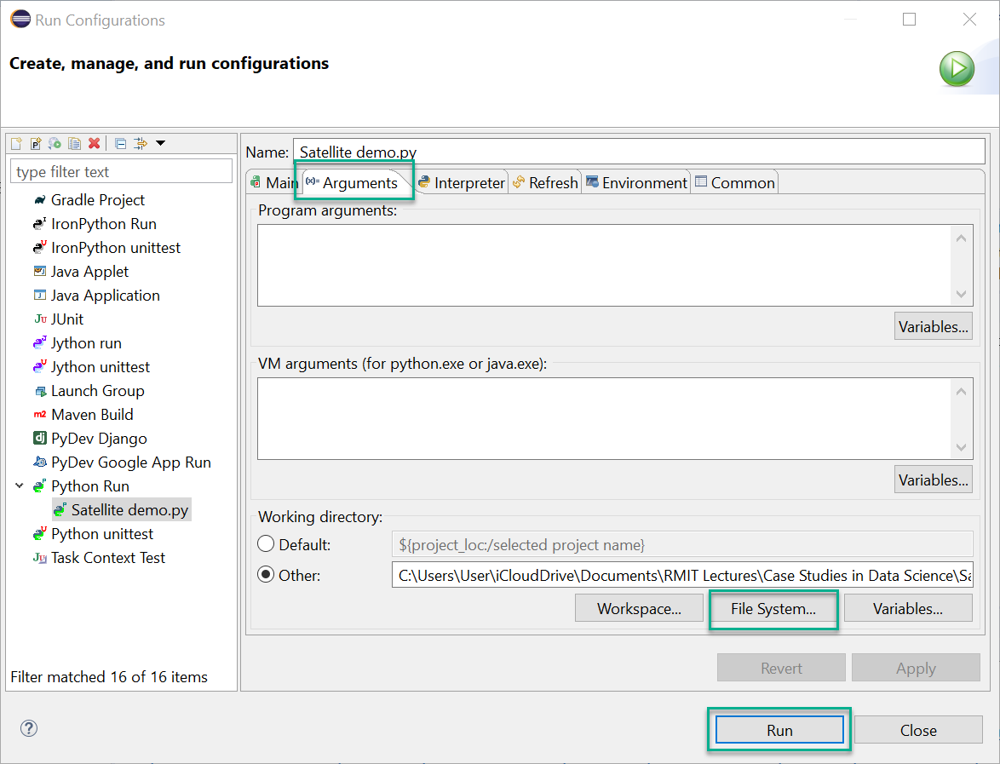 Run Configurations
Create, manage, and run configurations
type filter text
Gradle Project
IronPython Run
IronPython unittest
Java Applet
Java Application
JUnit
Jython run
Jython unittest
Launch Group
Maven Build
PyDev Django
PyDev Google App Run
Python Run
Satellite demo.py
Python unittest
Task Context Test
Filter matched 16 of 16 items
Name: Satellite demo.py
Main (x)= Arguments Interpreter Refresh Environment Common
Program arguments:
Variables...
VM arguments (for python.exe or java.exe):
Variables...
Working directory:
Default: ${project_loc:/selected project name}
Other: C:\Users\User\iCloudDrive\Documents\RMIT Lectures\Case Studies in Data Science\Sa
Workspace... File System... Variables...
Revert Apply
Run Close